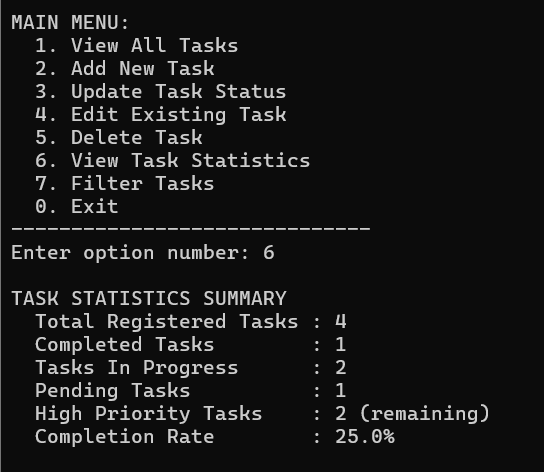 MAIN MENU:
  1. View All Tasks
  2. Add New Task
  3. Update Task Status
  4. Edit Existing Task
  5. Delete Task
  6. View Task Statistics
  7. Filter Tasks
  0. Exit
------------------------------
Enter option number: 6

TASK STATISTICS SUMMARY
  Total Registered Tasks : 4
  Completed Tasks        : 1
  Tasks In Progress      : 2
  Pending Tasks          : 1
  High Priority Tasks    : 2 (remaining)
  Completion Rate        : 25.0%